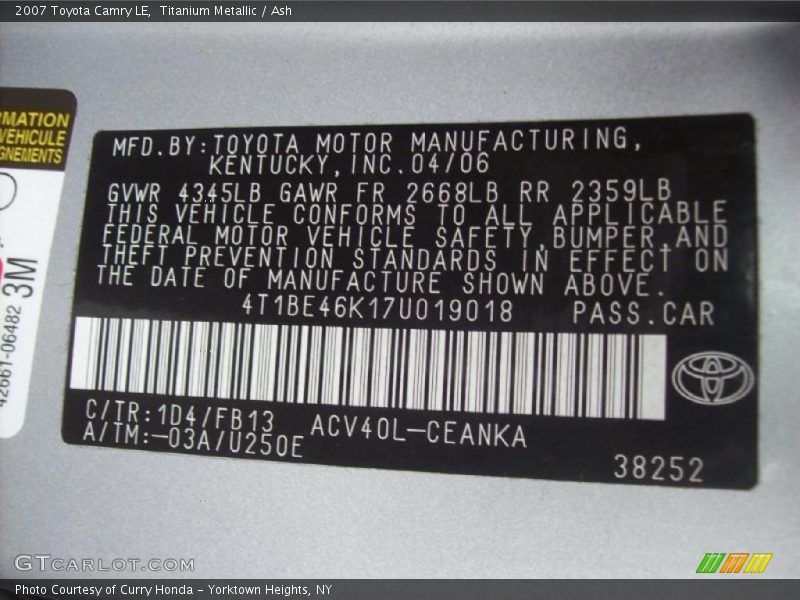 2007 Toyota Camry LE, Titanium Metallic / Ash
MATION
VEHICULE
GNEMENTS
42661-06482 3M
MFD.BY:TOYOTA MOTOR MANUFACTURING,
KENTUCKY,INC.04/06
GVWR 4345LB GAWR FR 2668LB RR 2359LB
THIS VEHICLE CONFORMS TO ALL APPLICABLE
FEDERAL MOTOR VEHICLE SAFETY,BUMPER,AND
THEFT PREVENTION STANDARDS IN EFFECT ON
THE DATE OF MANUFACTURE SHOWN ABOVE.
4T1BE46K17U019018 PASS.CAR
C/TR:1D4/FB13 ACV40L-CEANKA
A/TM:-03A/U250E
38252
GTCARLOT.COM
Photo Courtesy of Curry Honda - Yorktown Heights, NY